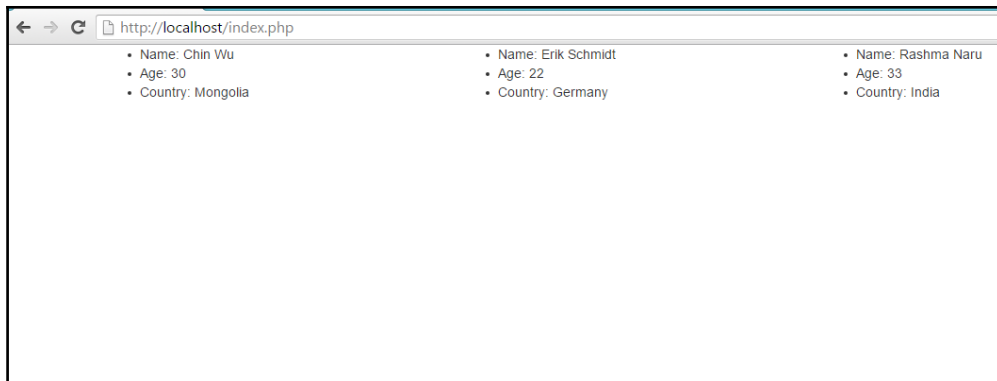 http://localhost/index.php
Name: Chin Wu
Age: 30
Country: Mongolia
Name: Erik Schmidt
Age: 22
Country: Germany
Name: Rashma Naru
Age: 33
Country: India